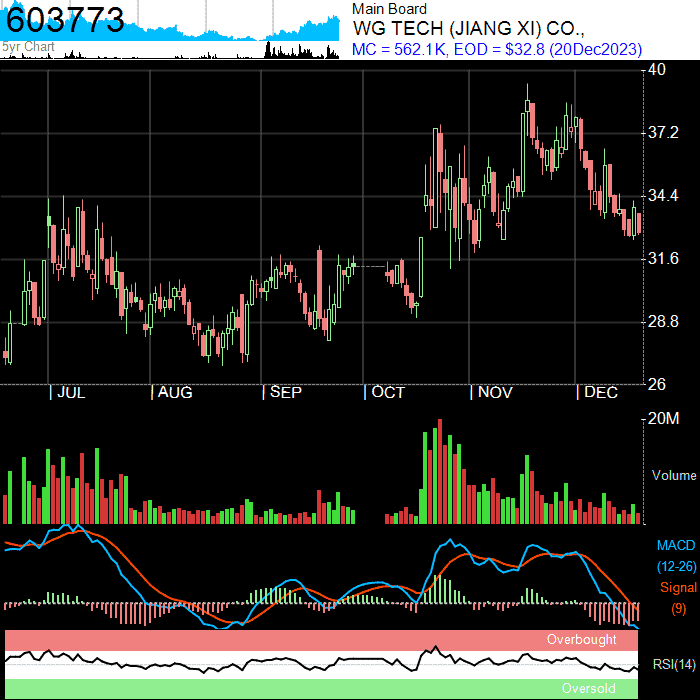 603773
5yr Chart
Main Board
WG TECH (JIANG XI) CO.,
MC = 562.1K, EOD = $32.8 (20Dec2023)
40
37.2
34.4
31.6
28.8
26
| JUL
| AUG
| SEP
| OCT
| NOV
| DEC
20M
Volume
MACD
(12-26)
Signal
(9)
Overbought
RSI(14)
Oversold